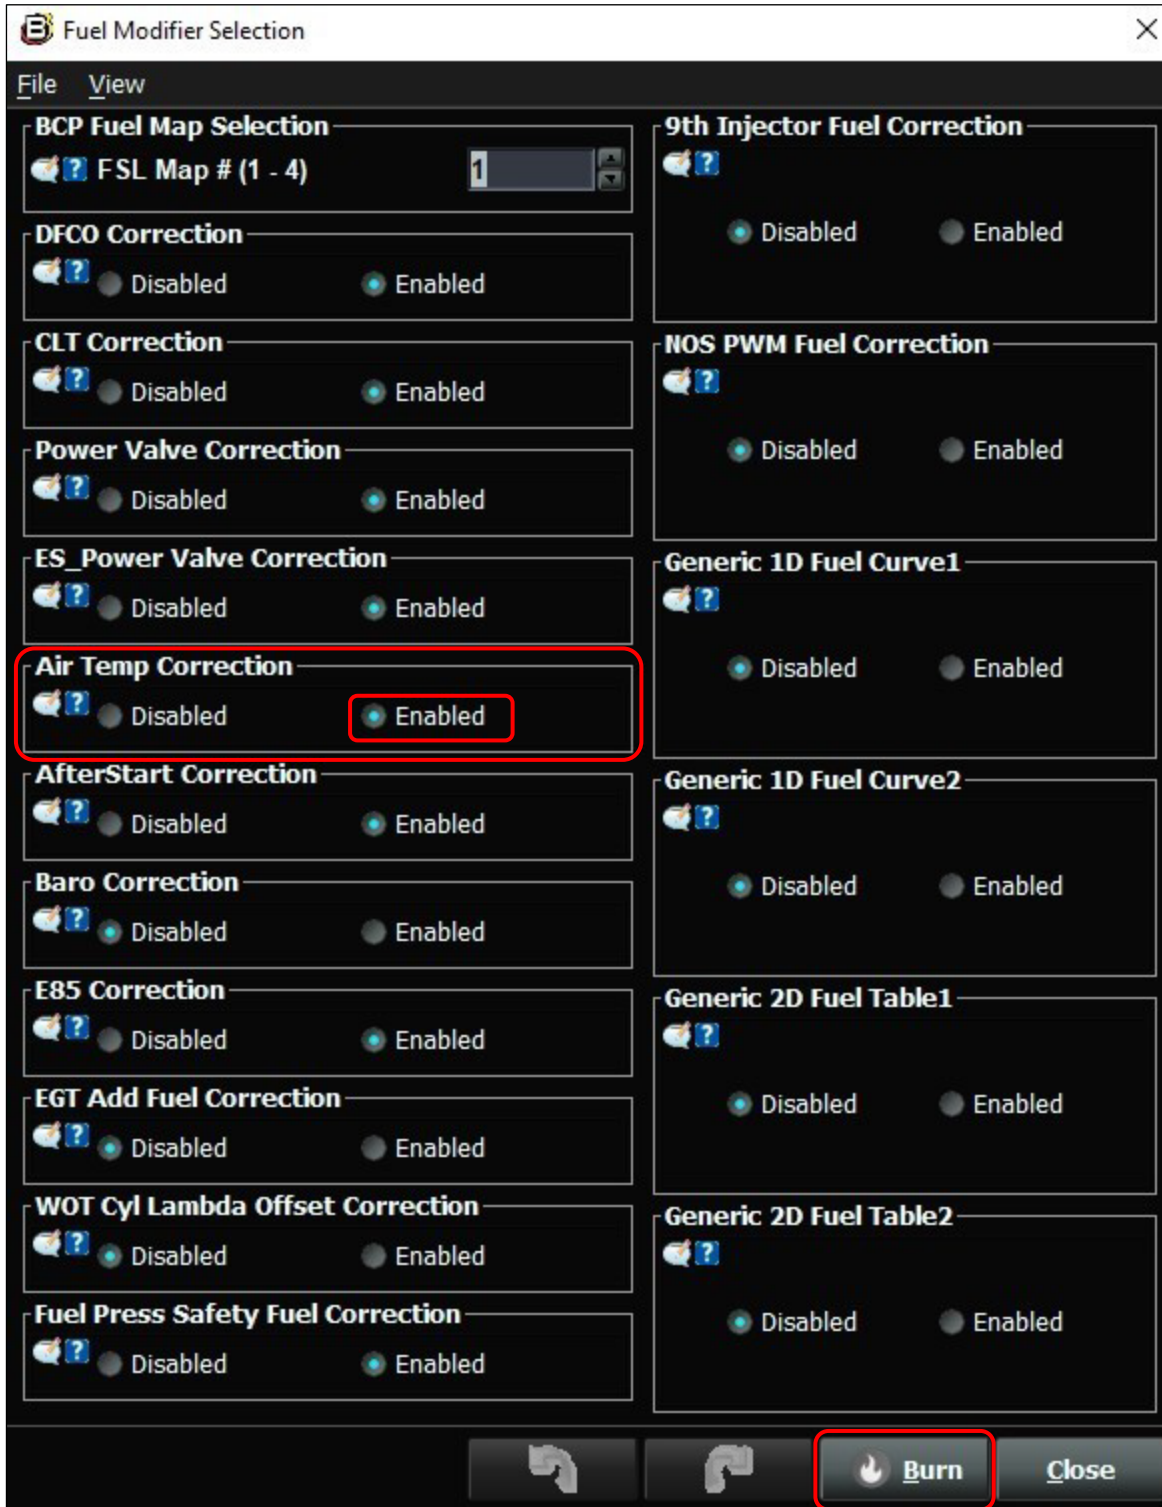 Fuel Modifier Selection
File View
BCP Fuel Map Selection
FSL Map # (1 - 4) 1
DFCO Correction
Disabled Enabled
CLT Correction
Disabled Enabled
Power Valve Correction
Disabled Enabled
ES_Power Valve Correction
Disabled Enabled
Air Temp Correction
Disabled Enabled
AfterStart Correction
Disabled Enabled
Baro Correction
Disabled Enabled
E85 Correction
Disabled Enabled
EGT Add Fuel Correction
Disabled Enabled
WOT Cyl Lambda Offset Correction
Disabled Enabled
Fuel Press Safety Fuel Correction
Disabled Enabled
9th Injector Fuel Correction
Disabled Enabled
NOS PWM Fuel Correction
Disabled Enabled
Generic 1D Fuel Curve1
Disabled Enabled
Generic 1D Fuel Curve2
Disabled Enabled
Generic 2D Fuel Table1
Disabled Enabled
Generic 2D Fuel Table2
Disabled Enabled
Burn Close